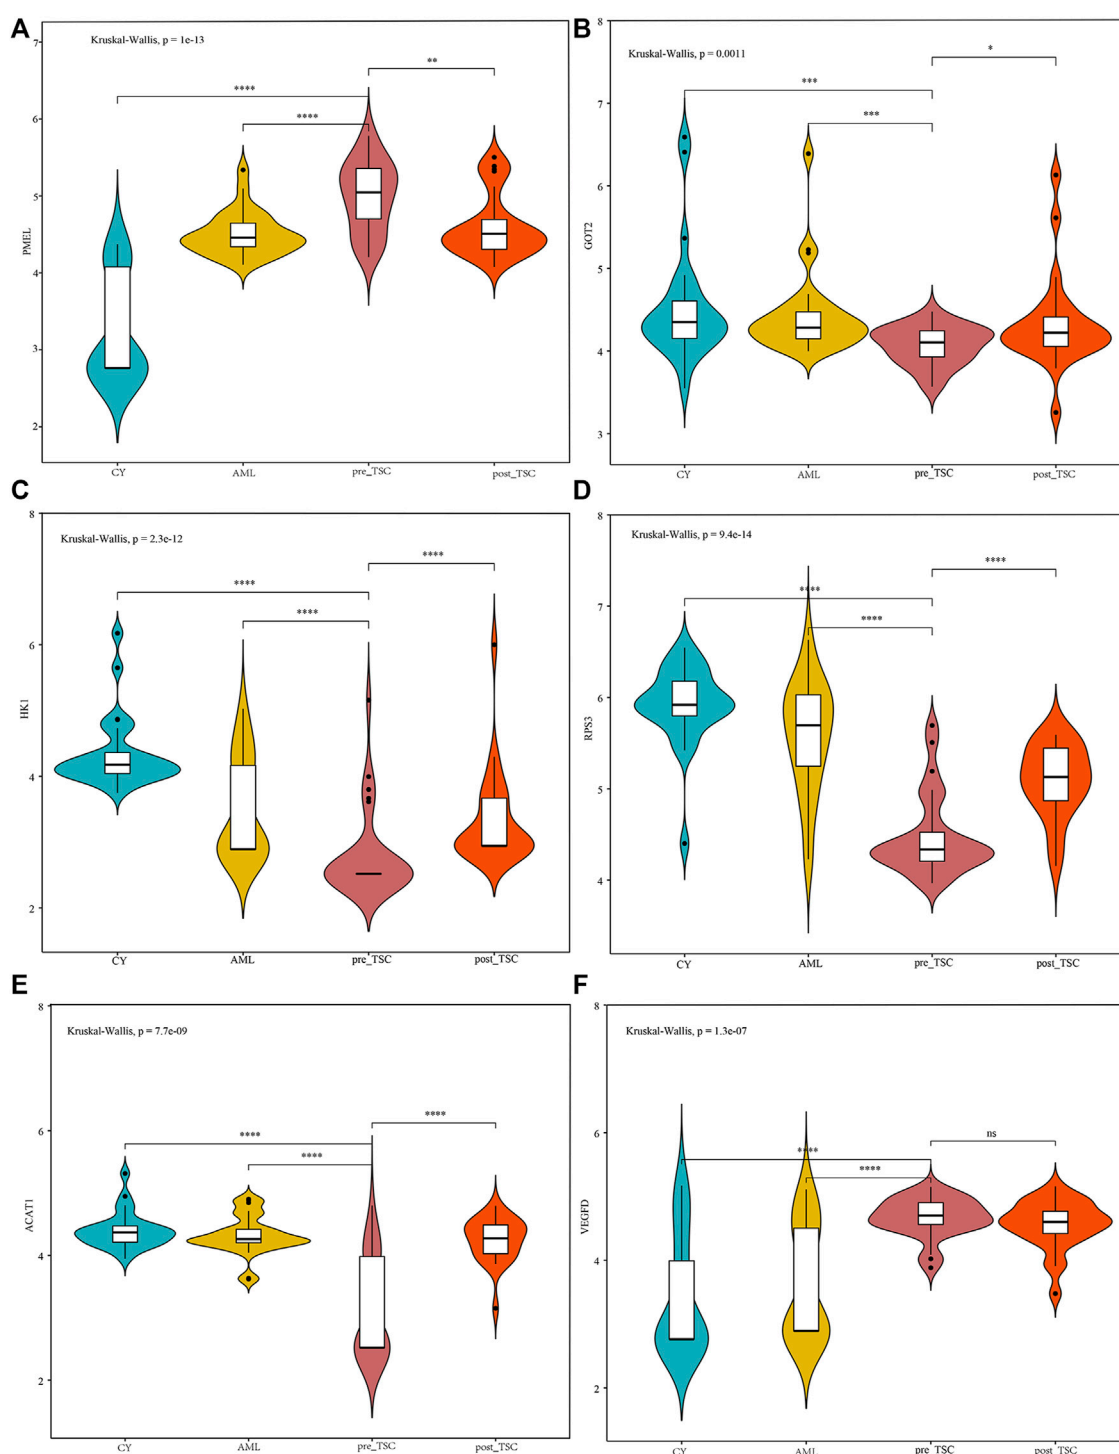 A
Kruskal-Wallis, p = 1e-13
**
****
****
7
6
5
4
3
2
PMEL
CY
AML
pre_TSC
post_TSC
B
Kruskal-Wallis, p = 0.0011
*
***
***
8
7
6
5
4
3
GOT2
CY
AML
pre_TSC
post_TSC
C
Kruskal-Wallis, p = 2.3e-12
****
****
****
8
6
4
2
HK1
CY
AML
pre_TSC
post_TSC
D
Kruskal-Wallis, p = 9.4e-14
****
****
****
8
7
6
5
4
RPS3
CY
AML
pre_TSC
post_TSC
E
Kruskal-Wallis, p = 7.7e-09
****
****
****
8
6
4
2
ACAT1
CY
AML
pre_TSC
post_TSC
F
Kruskal-Wallis, p = 1.3e-07
ns
****
****
8
6
4
2
VEGFD
CY
AML
pre_TSC
post_TSC